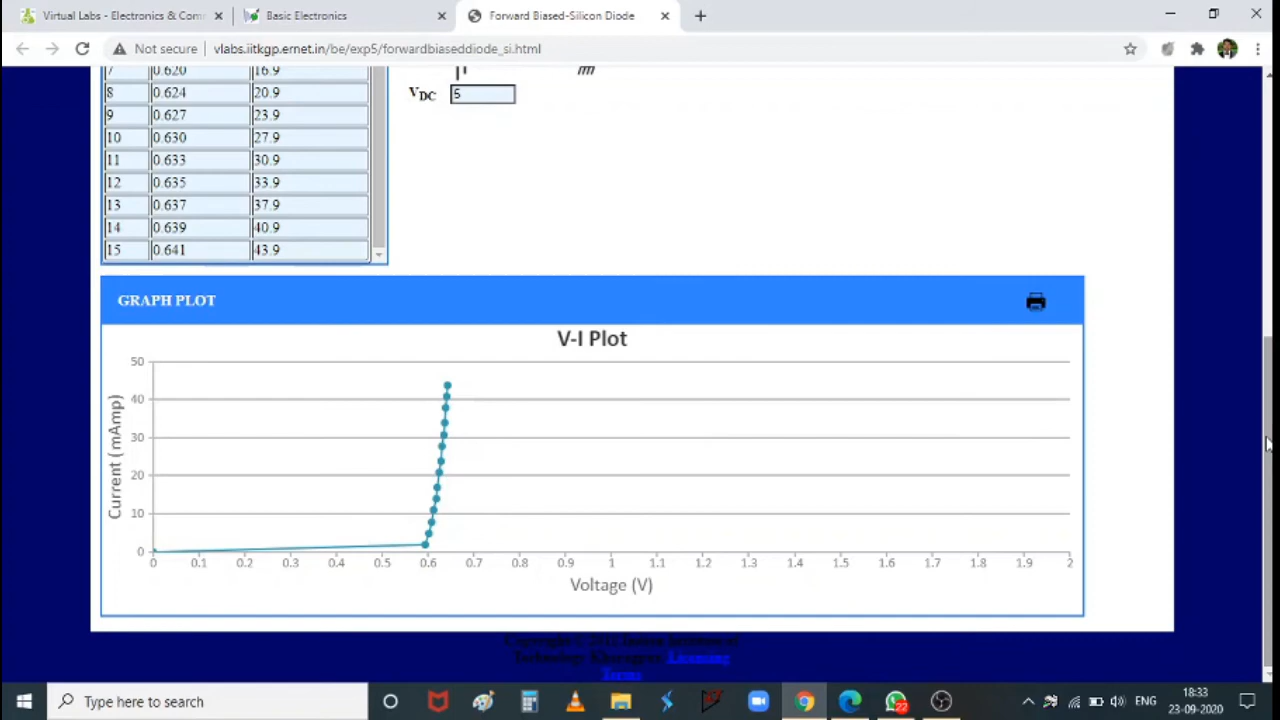 Virtual Labs - Electronics & Comm
Basic Electronics
Forward Biased-Silicon Diode
Not secure
vlabs.iitkgp.ernet.in/be/exp5/forwardbiaseddiode_si.html
7 0.620 16.9
8 0.624 20.9
9 0.627 23.9
10 0.630 27.9
11 0.633 30.9
12 0.635 33.9
13 0.637 37.9
14 0.639 40.9
15 0.641 43.9
VDC 5
GRAPH PLOT
V-I Plot
50
40
30
20
10
0
Current ( mAmp)
0 0.1 0.2 0.3 0.4 0.5 0.6 0.7 0.8 0.9 1 1.1 1.2 1.3 1.4 1.5 1.6 1.7 1.8 1.9 2
Voltage (V)
Licensing
Terms
Type here to search
22
ENG
18:33
23-09-2020